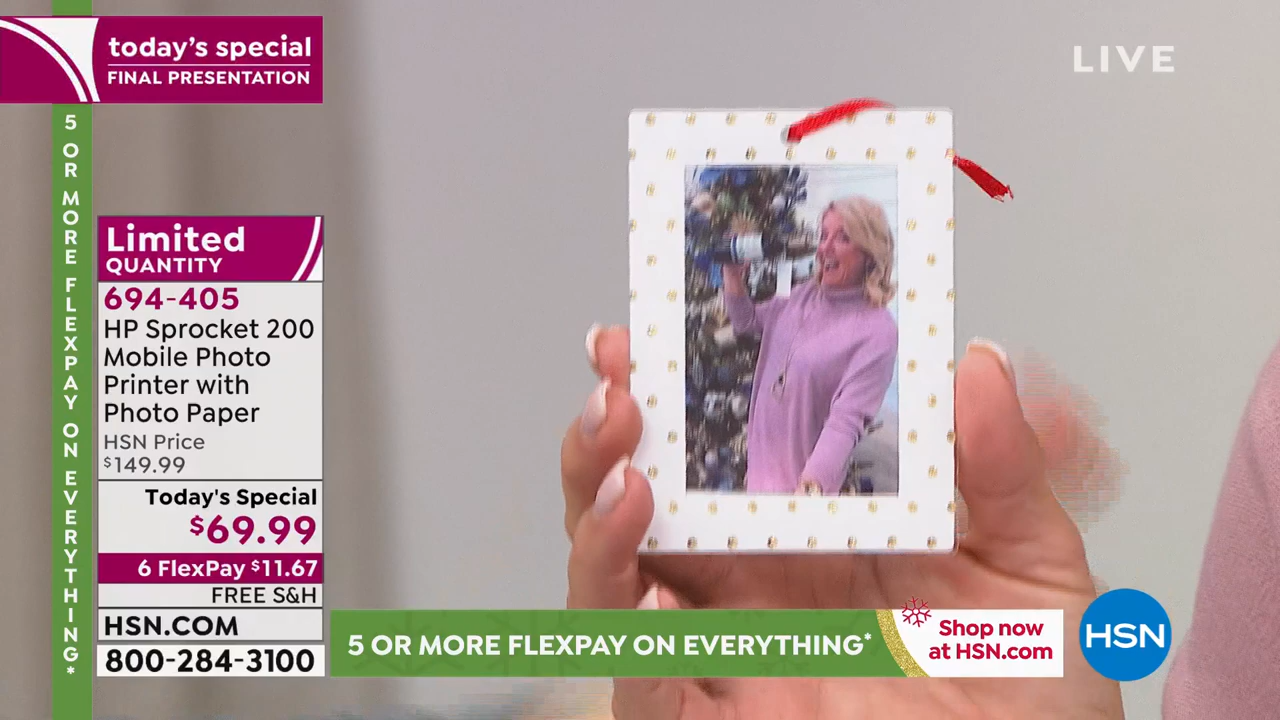 today's special
FINAL PRESENTATION
LIVE
5 OR MORE FLEXPAY ON EVERYTHING*
Limited
QUANTITY
694-405
HP Sprocket 200
Mobile Photo
Printer with
Photo Paper
HSN Price
$149.99
Today's Special
$69.99
6 FlexPay $11.67
FREE S&H
HSN.COM
800-284-3100
5 OR MORE FLEXPAY ON EVERYTHING*
Shop now
at HSN.com
HSN